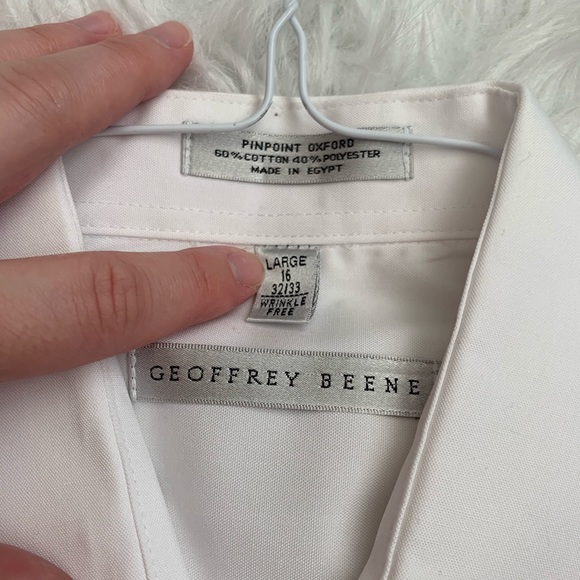 PINPOINT OXFORD
60% COTTON 40% POLYESTER
MADE IN EGYPT
LARGE
16
32/33
WRINKLE
FREE
GEOFFREY BEENE